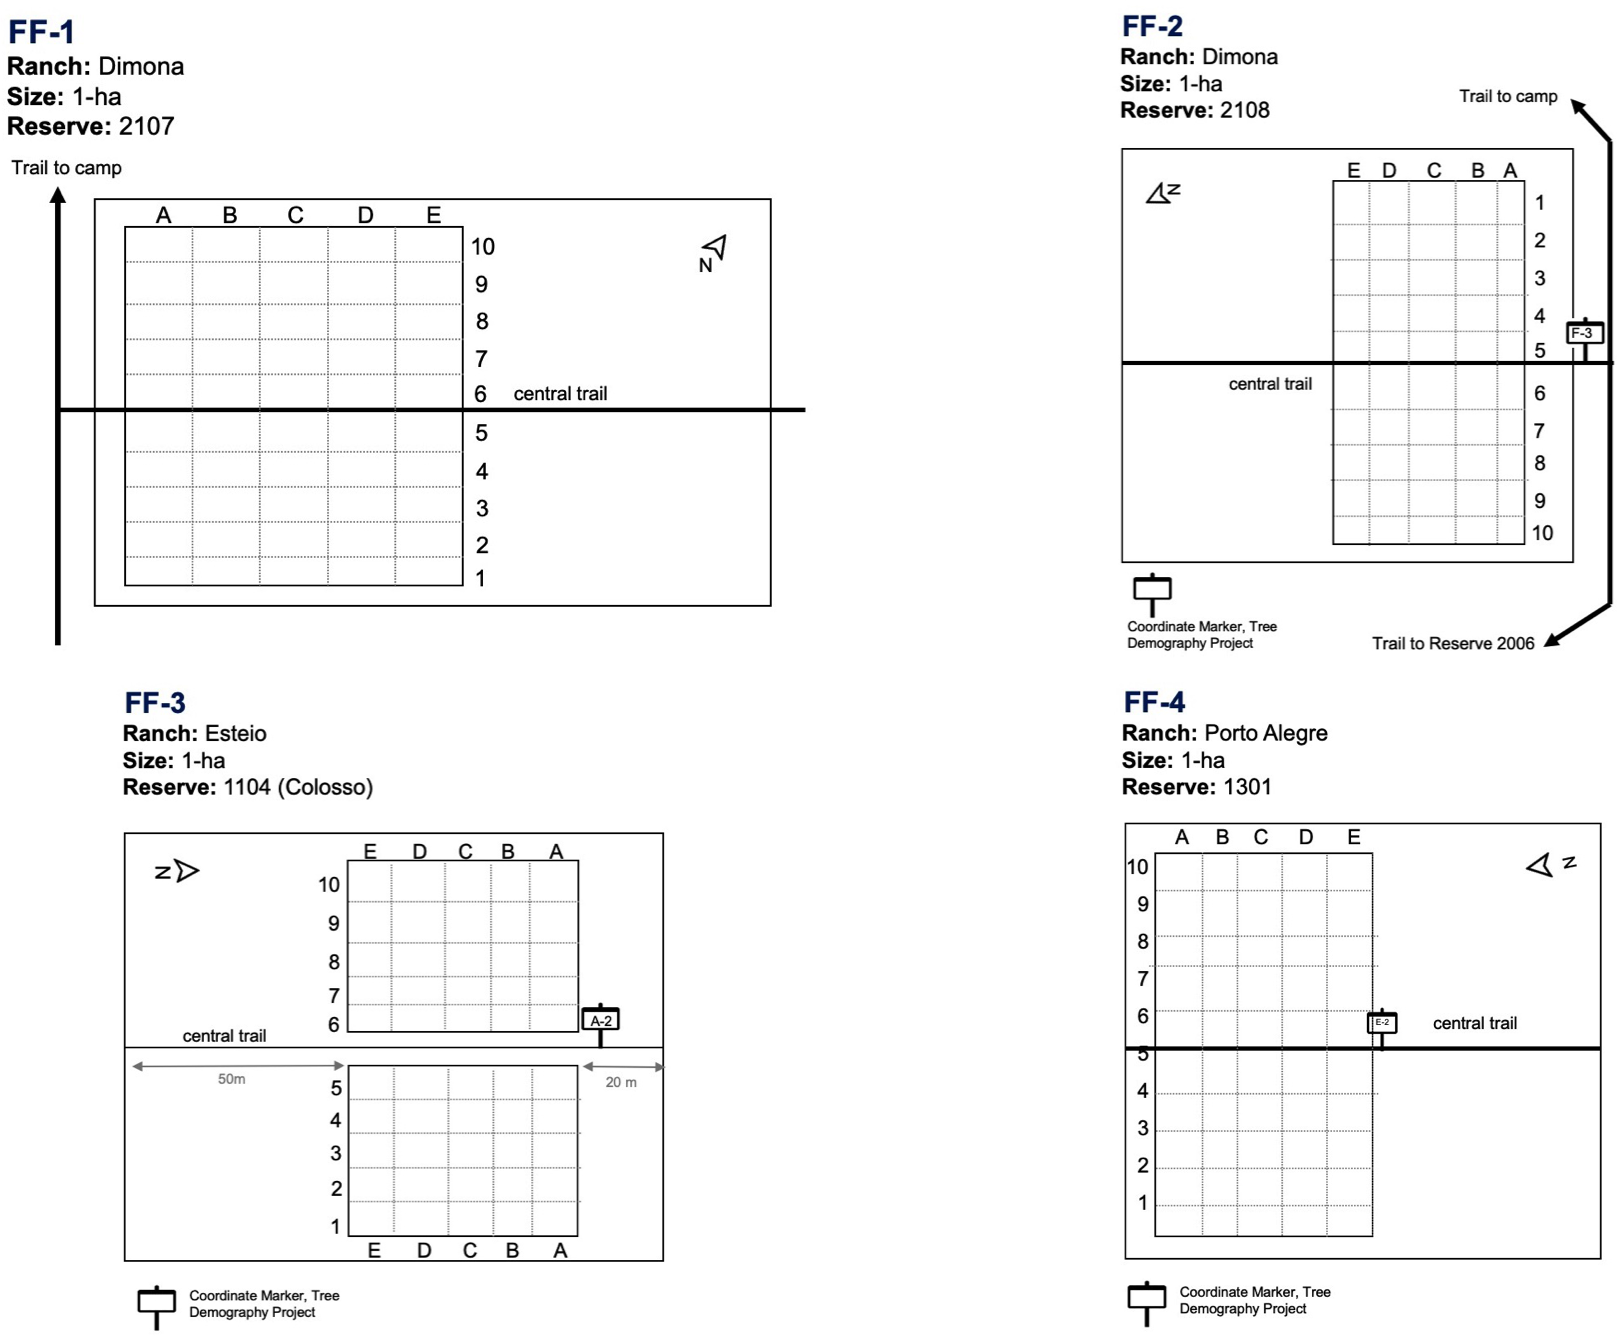 FF-1
Ranch: Dimona
Size: 1-ha
Reserve: 2107
Trail to camp
A B C D E
N
10
9
8
7
6 central trail
5
4
3
2
1
FF-2
Ranch: Dimona
Size: 1-ha
Reserve: 2108
Trail to camp
N
E D C B A
1
2
3
4
F-3
5
central trail
6
7
8
9
10
Coordinate Marker, Tree
Demography Project
Trail to Reserve 2006
FF-3
Ranch: Esteio
Size: 1-ha
Reserve: 1104 (Colosso)
N
E D C B A
10
9
8
7
6
A-2
central trail
50m
20 m
5
4
3
2
1
E D C B A
Coordinate Marker, Tree
Demography Project
FF-4
Ranch: Porto Alegre
Size: 1-ha
Reserve: 1301
A B C D E
N
10
9
8
7
6
E-2
central trail
5
4
3
2
1
Coordinate Marker, Tree
Demography Project